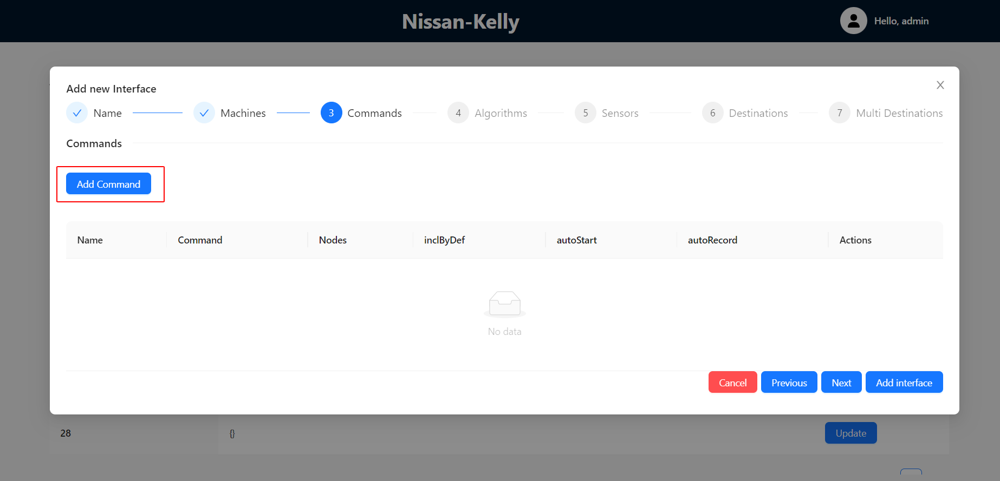 Nissan-Kelly
Hello, admin
Add new Interface
Name
Machines
3 Commands
4 Algorithms
5 Sensors
6 Destinations
7 Multi Destinations
Commands
Add Command
Name Command Nodes inclByDef autoStart autoRecord Actions
No data
Cancel Previous Next Add interface
28 {} Update